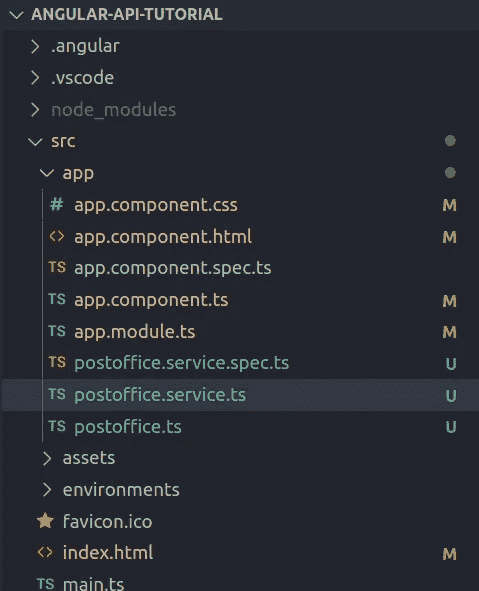 ANGULAR-API-TUTORIAL
.angular
.vscode
node_modules
src
app
# app.component.css M
<> app.component.html M
TS app.component.spec.ts
TS app.component.ts M
TS app.module.ts M
TS postoffice.service.spec.ts U
TS postoffice.service.ts U
TS postoffice.ts U
assets
environments
favicon.ico
<> index.html M
TS main.ts